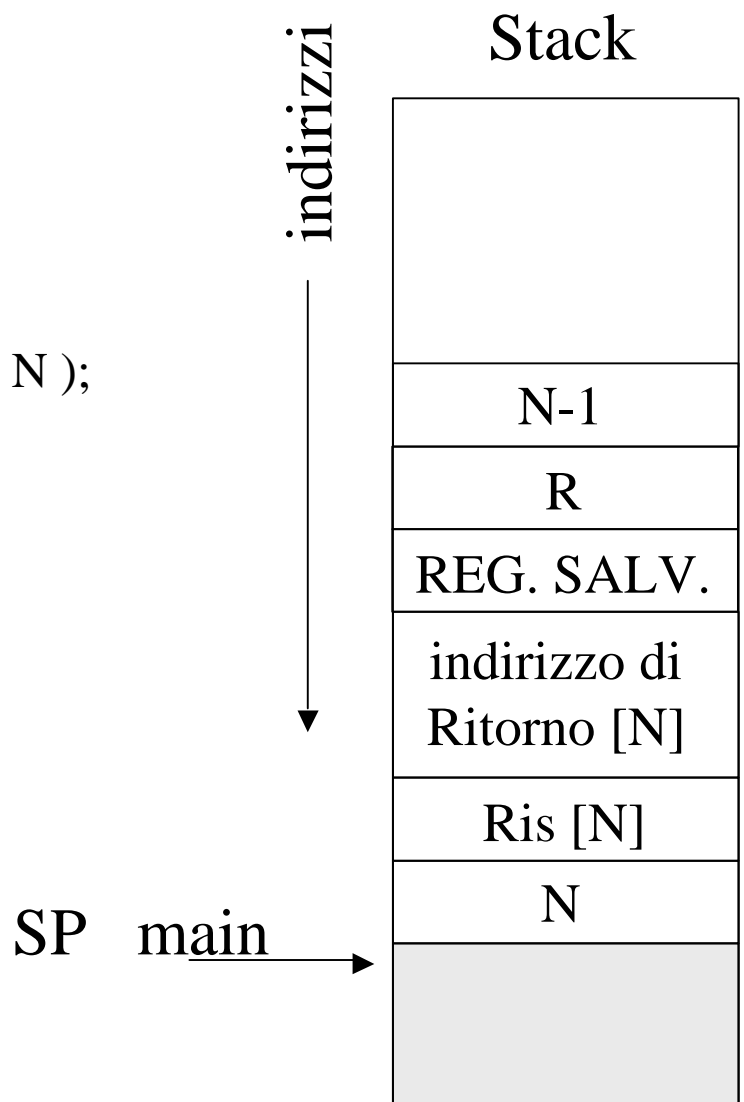 Stack
indirizzi
N );
N-1
R
REG. SALV.
indirizzo di
Ritorno [N]
Ris [N]
N
SP main